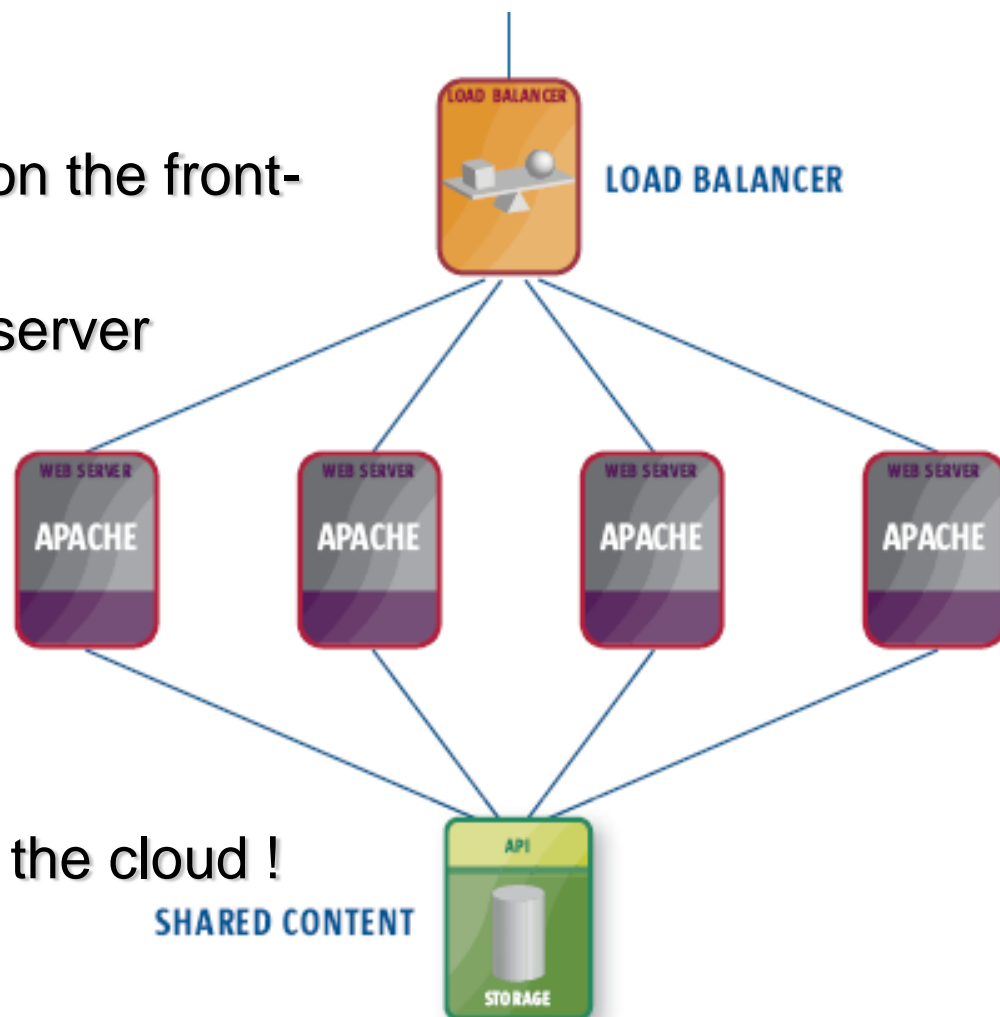 LOAD BALANCER
on the front-
LOAD BALANCER
server
WEB SERVER WEB SERVER WEB SERVER WEB SERVER
APACHE APACHE APACHE APACHE
API
the cloud !
SHARED CONTENT
STORAGE